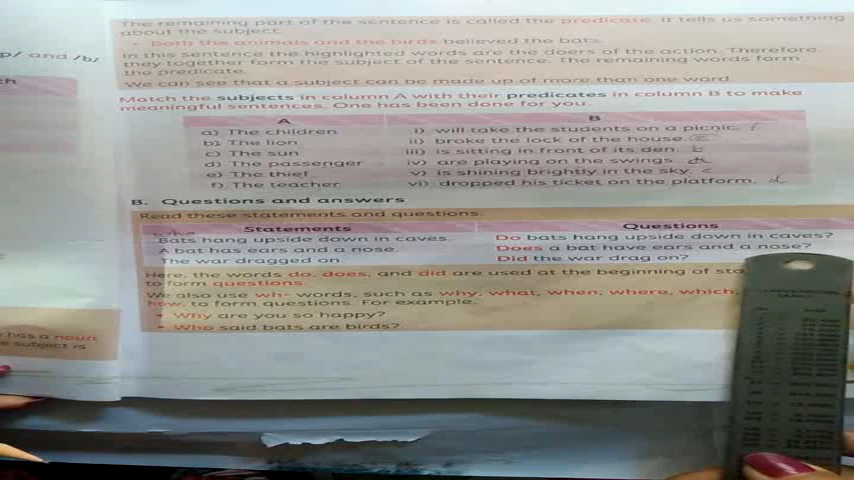 The remaining part of the sentence is called the predicate. It tells us something
about the subject.
• Both the animals and the birds believed the bats.
In this sentence the highlighted words are the doers of the action. Therefore,
they together form the subject of the sentence. The remaining words form
the predicate.
We can see that a subject can be made up of more than one word
p/ and /b/
Match the subjects in column A with their predicates in column B to make
meaningful sentences. One has been done for you.
A B
a) The children i) will take the students on a picnic. f
b) The lion ii) broke the lock of the house. e
c) The sun iii) is sitting in front of its den.
d) The passenger iv) are playing on the swings.
e) The thief v) is shining brightly in the sky c
f) The teacher vi) dropped his ticket on the platform. d
B. Questions and answers
Read these statements and questions.
Statements Questions
Bats hang upside down in caves. Do bats hang upside down in caves?
A bat has ears and a nose. Does a bat have ears and a nose?
The war dragged on. Did the war drag on?
Here, the words do, does, and did are used at the beginning of
to form questions.
We also use wh- words, such as why, what, when, where, which,
how, to form questions. For example,
• Why are you so happy?
• Who said bats are birds?
has a noun
subject is